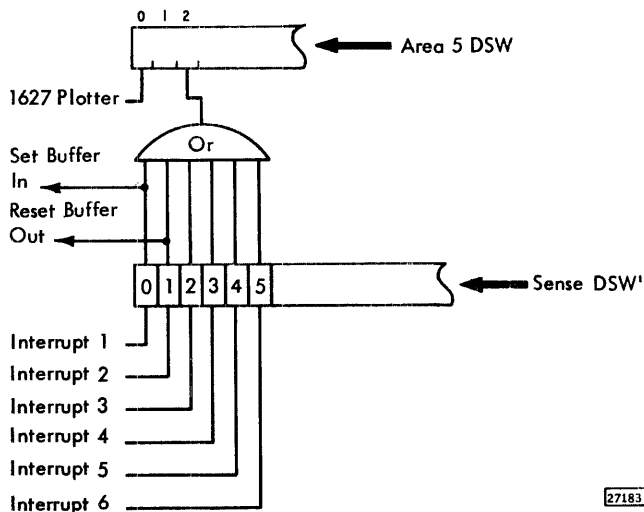 0 1 2
Area 5 DSW
1627 Plotter
Or
Set Buffer
In
Reset Buffer
Out
0 1 2 3 4 5
Sense DSW'
Interrupt 1
Interrupt 2
Interrupt 3
Interrupt 4
Interrupt 5
Interrupt 6
27183